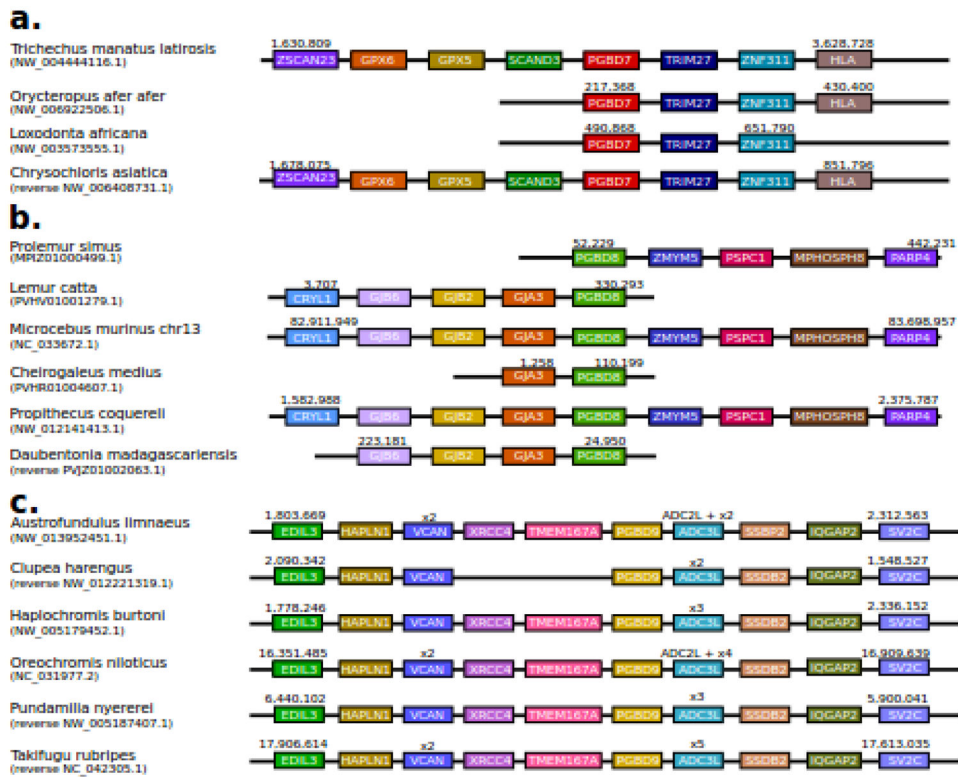 a.
1.630.809 3.628.728
Trichechus manatus latirosis
(NW_004444116.1)
ZSCAN23 GPX6 GPX5 SCAND3 PGBD7 TRIM27 ZNF311 HLA
217.368 430.400
Orycteropus afer afer
(NW_006922506.1)
PGBD7 TRIM27 ZNF311 HLA
490.868 651.790
Loxodonta africana
(NW_003573555.1)
PGBD7 TRIM27 ZNF311
1.678.075 851.796
Chrysochloris asiatica
(reverse NW_006408731.1)
ZSCAN23 GPX6 GPX5 SCAND3 PGBD7 TRIM27 ZNF311 HLA
b.
52.229 442.231
Prolemur simus
(MPIZ01000499.1)
PGBD8 ZMYM5 PSPC1 MPHOSPH8 PARP4
3.707 330.293
Lemur catta
(PVHV01001279.1)
CRYL1 GJB6 GJB2 GJA3 PGBD8
82.911.949 83.698.957
Microcebus murinus chr13
(NC_033672.1)
CRYL1 GJB6 GJB2 GJA3 PGBD8 ZMYM5 PSPC1 MPHOSPH8 PARP4
1.258 110.199
Cheirogaleus medius
(PVHR01004607.1)
GJA3 PGBD8
1.582.988 2.375.787
Propithecus coquereli
(NW_012141413.1)
CRYL1 GJB6 GJB2 GJA3 PGBD8 ZMYM5 PSPC1 MPHOSPH8 PARP4
223.181 24.950
Daubentonia madagascariensis
(reverse PVJZ01002063.1)
GJB6 GJB2 GJA3 PGBD8
c.
1.803.669 x2 ADC2L + x2 2.312.563
Austrofundulus limnaeus
(NW_013952451.1)
EDIL3 HAPLN1 VCAN XRCC4 TMEM167A PGBD9 ADC3L SSBP2 IQGAP2 SV2C
2.090.342 x2 1.548.527
Clupea harengus
(reverse NW_012221319.1)
EDIL3 HAPLN1 VCAN PGBD9 ADC3L SSDB2 IQGAP2 SV2C
1.778.246 x3 2.336.152
Haplochromis burtoni
(NW_005179452.1)
EDIL3 HAPLN1 VCAN XRCC4 TMEM167A PGBD9 ADC3L SSDB2 IQGAP2 SV2C
16.351.485 x2 ADC2L + x4 16.909.639
Oreochromis niloticus
(NC_031977.2)
EDIL3 HAPLN1 VCAN XRCC4 TMEM167A PGBD9 ADC3L SSDB2 IQGAP2 SV2C
6.440.102 x3 5.900.041
Pundamilia nyererei
(reverse NW_005187407.1)
EDIL3 HAPLN1 VCAN XRCC4 TMEM167A PGBD9 ADC3L SSDB2 IQGAP2 SV2C
17.906.614 x2 x5 17.613.035
Takifugu rubripes
(reverse NC_042305.1)
EDIL3 HAPLN1 VCAN XRCC4 TMEM167A PGBD9 ADC3L SSDB2 IQGAP2 SV2C